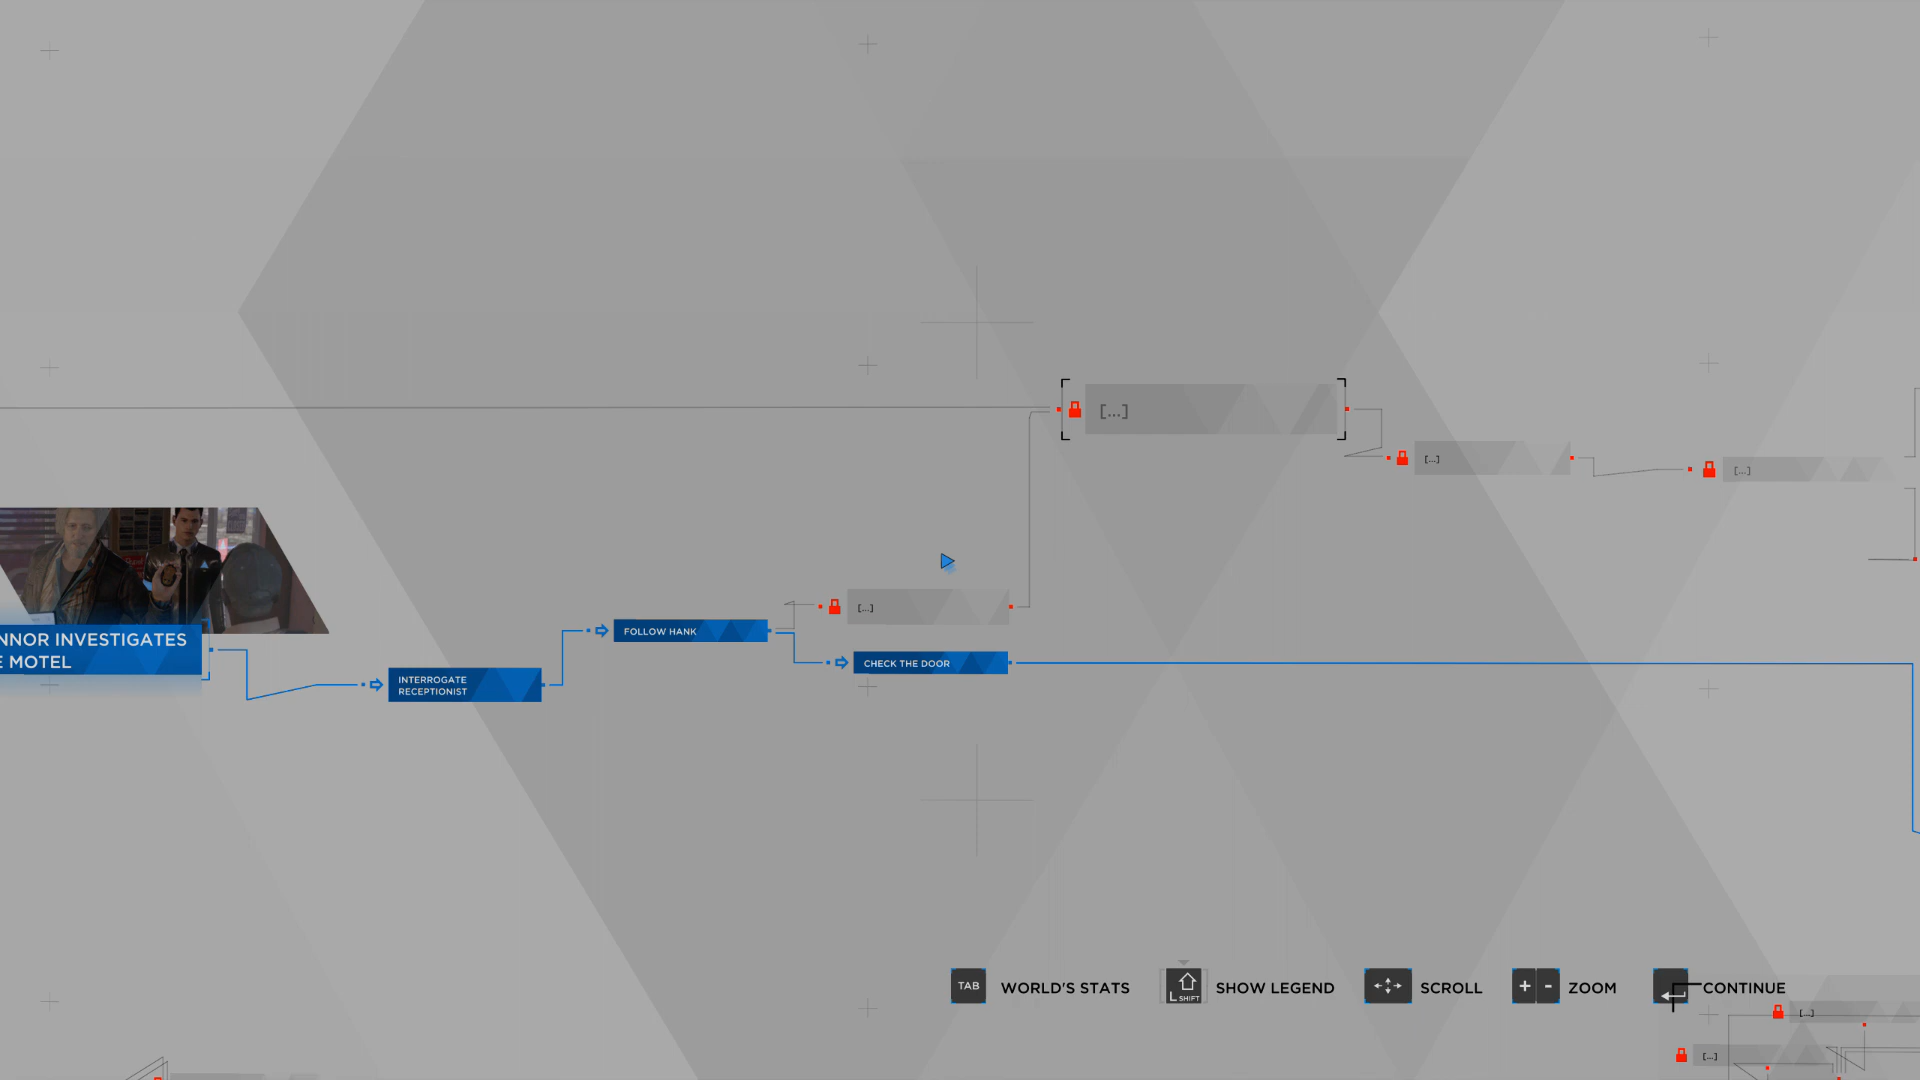 [...]
[...]
[...]
[...]
FOLLOW HANK
NNOR INVESTIGATES
E MOTEL
CHECK THE DOOR
INTERROGATE
RECEPTIONIST
TAB WORLD'S STATS L SHIFT SHOW LEGEND SCROLL + - ZOOM CONTINUE
[...]
[...]